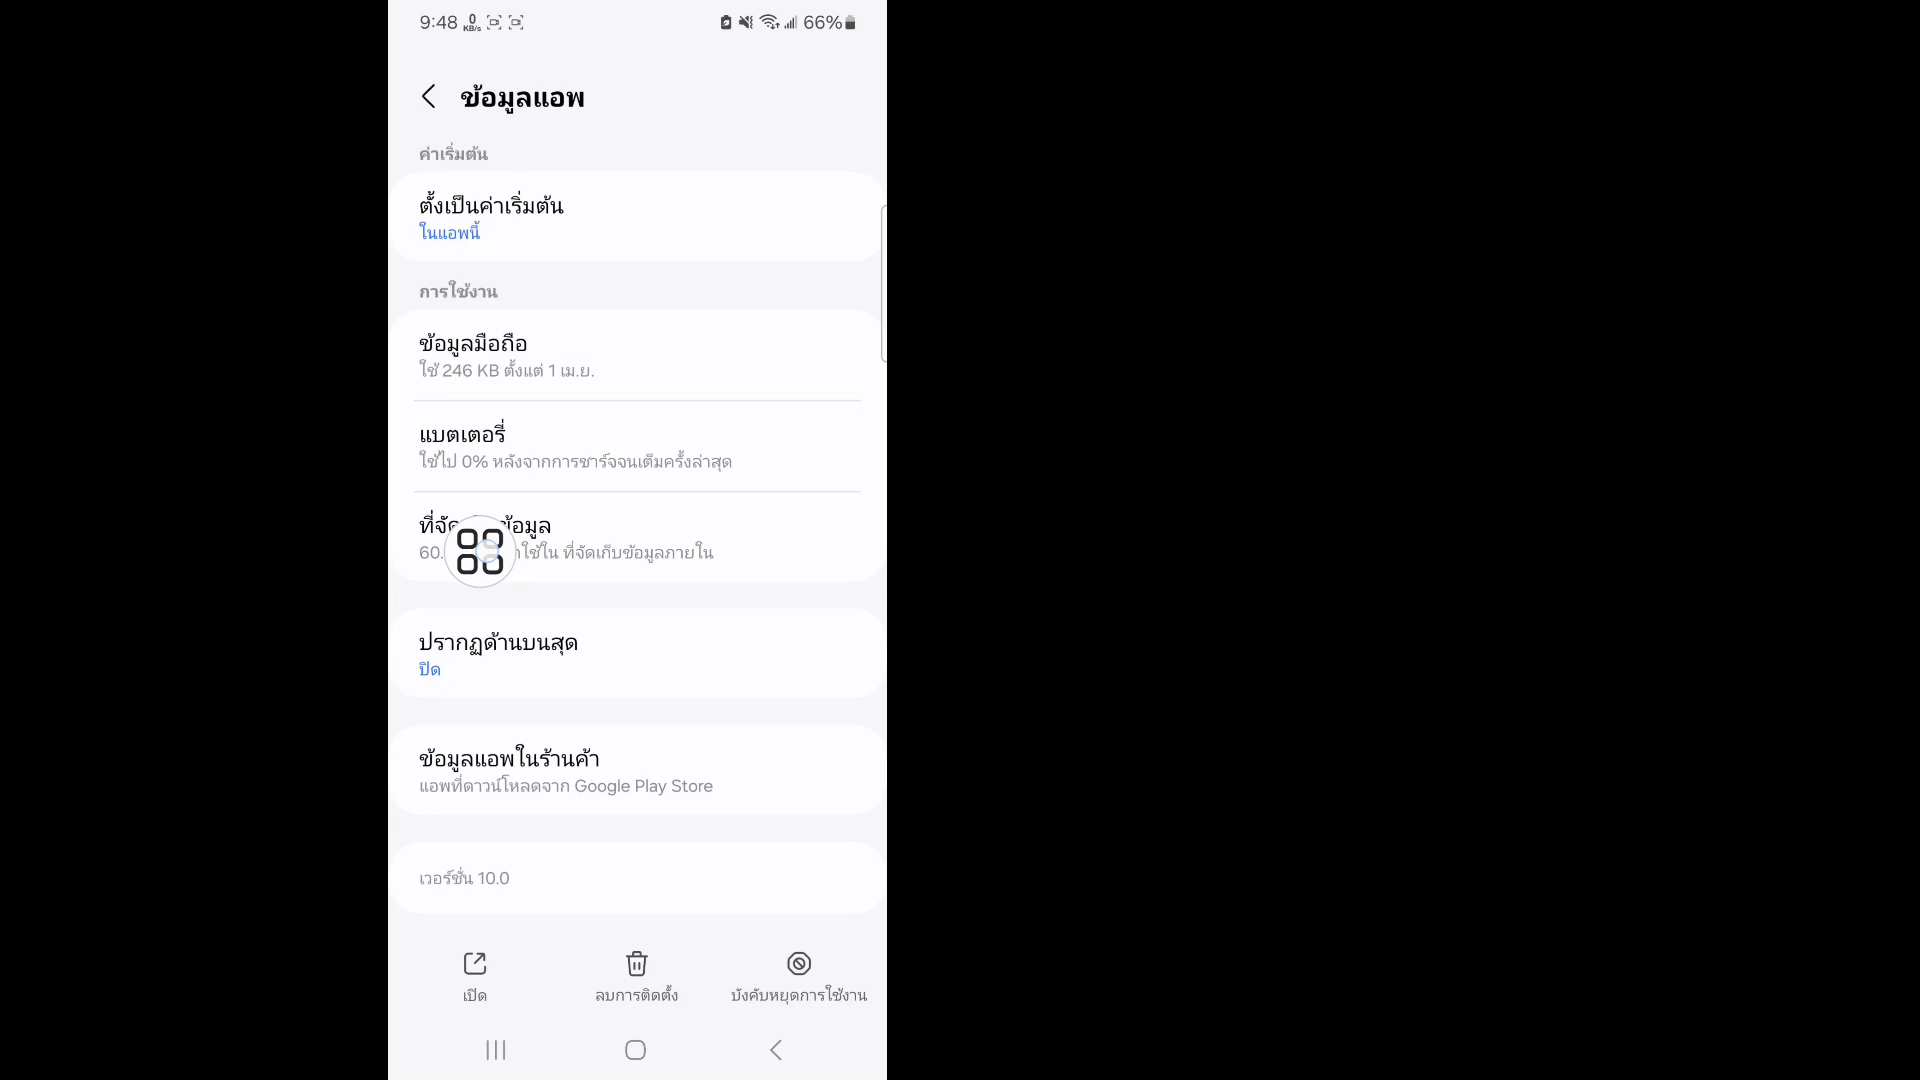 9:48 0 KB/s 66%
ข้อมูลแอพ
ค่าเริ่มต้น
ตั้งเป็นค่าเริ่มต้น
ในแอพนี้
การใช้งาน
ข้อมูลมือถือ
ใช้ 246 KB ตั้งแต่ 1 เม.ย.
แบตเตอรี่
ใช้ไป 0% หลังจากการชาร์จจนเต็มครั้งล่าสุด
60. ใช้ใน ที่จัดเก็บข้อมูลภายใน
ปรากฏด้านบนสุด
ปิด
ข้อมูลแอพในร้านค้า
แอพที่ดาวน์โหลดจาก Google Play Store
เวอร์ชั่น 10.0
เปิด
ลบการติดตั้ง
บังคับหยุดการใช้งาน